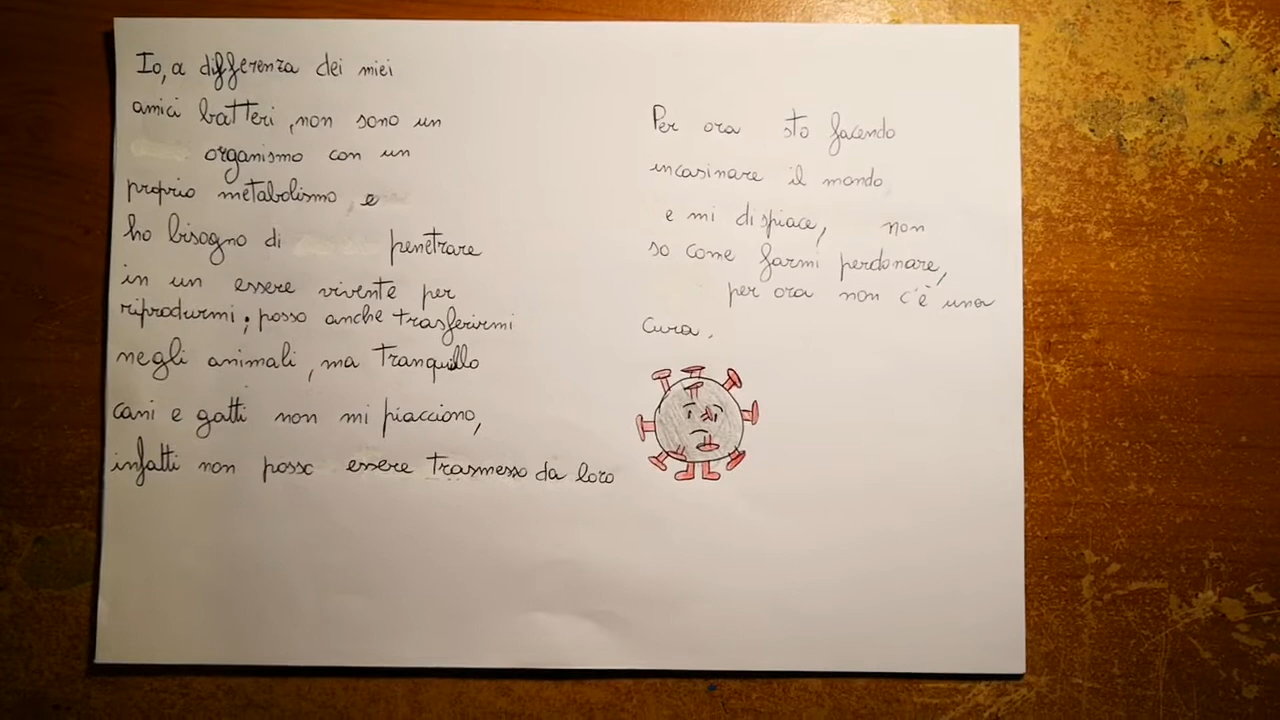 Io, a differenza dei miei
amici batteri, non sono un
organismo con un
proprio metabolismo, e
ho bisogno di penetrare
in un essere vivente per
riprodurmi; posso anche trasferirmi
negli animali, ma tranquillo
cani e gatti non mi piacciono,
infatti non posso essere trasmesso da loro
Per ora sto facendo
incasinare il mondo
e mi dispiace, non
so come farmi perdonare,
per ora non c'è una
cura.